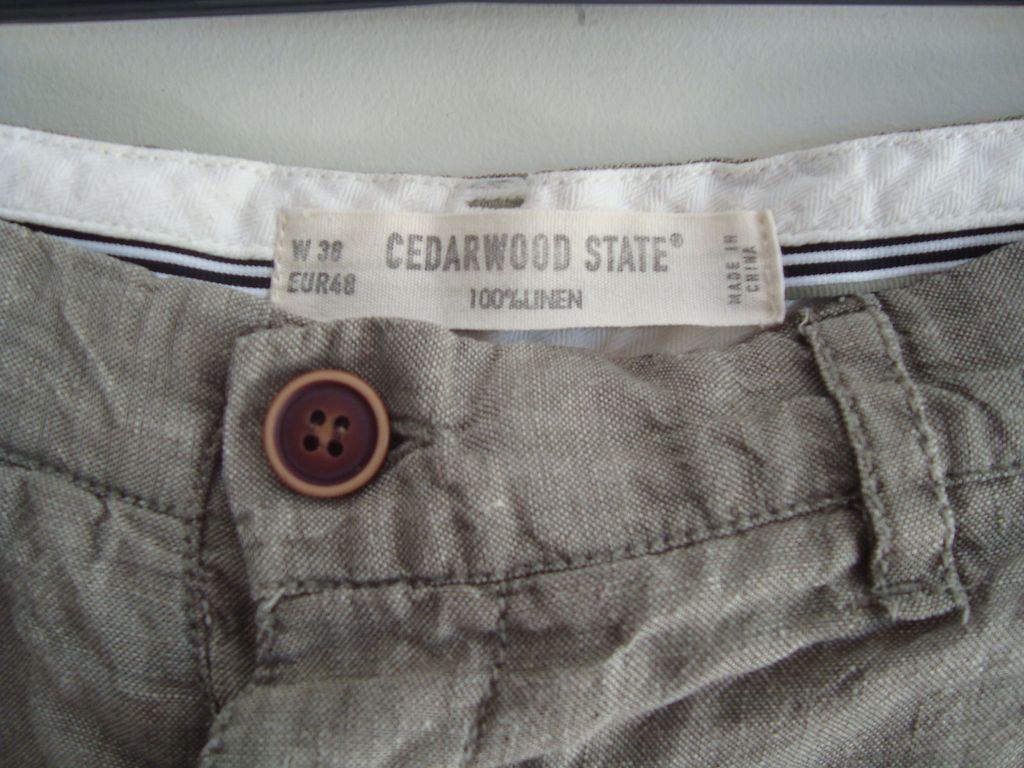 W 38
EUR48
CEDARWOOD STATE®
100%LINEN
MADE IN
CHINA